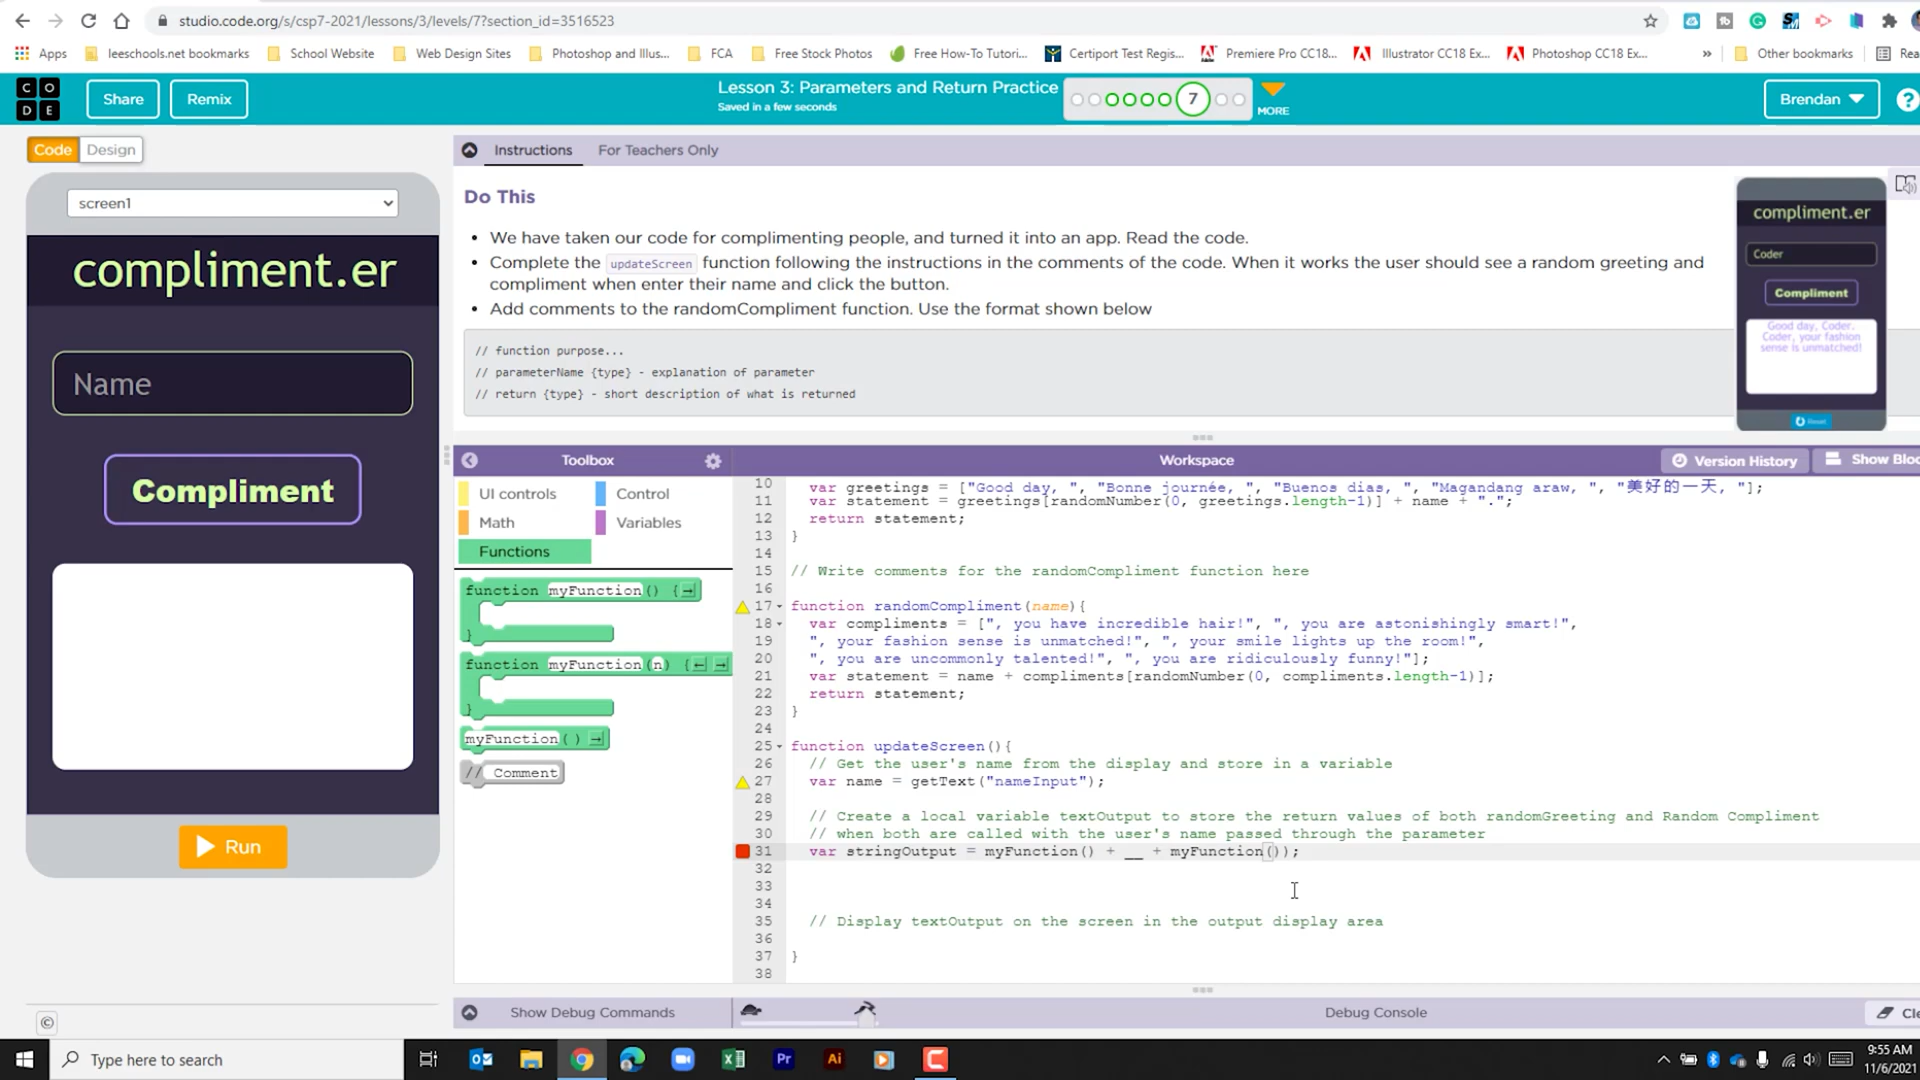 studio.code.org/s/csp7-2021/lessons/3/levels/7?section_id=3516523
Apps leeschools.net bookmarks School Website Web Design Sites Photoshop and Illus... FCA Free Stock Photos Free How-To Tutori... Certiport Test Regis... Premiere Pro CC18... Illustrator CC18 Ex... Photoshop CC18 Ex... » Other bookmarks Rea
CODE
Share Remix
Lesson 3: Parameters and Return Practice
Saved in a few seconds
7
MORE
Brendan
?
Code Design
Instructions For Teachers Only
screen1
compliment.er
Name
Compliment
Run
Do This
• We have taken our code for complimenting people, and turned it into an app. Read the code.
• Complete the updateScreen function following the instructions in the comments of the code. When it works the user should see a random greeting and
compliment when enter their name and click the button.
• Add comments to the randomCompliment function. Use the format shown below
// function purpose...
// parameterName {type} - explanation of parameter
// return {type} - short description of what is returned
compliment.er
Coder
Compliment
Good day, Coder.
Coder, your fashion
sense is unmatched!
Reset
Toolbox
Workspace
Version History
Show Bloc
UI controls Control
Math Variables
Functions
function myFunction() {
}
function myFunction(n) {
}
myFunction()
// Comment
10 var greetings = ["Good day, ", "Bonne journée, ", "Buenos dias, ", "Magandang araw, ", "美好的一天, "];
11 var statement = greetings[randomNumber(0, greetings.length-1)] + name + ".";
12 return statement;
13 }
14
15 // Write comments for the randomCompliment function here
16
17 function randomCompliment(name){
18 var compliments = [", you have incredible hair!", ", you are astonishingly smart!",
19 ", your fashion sense is unmatched!", ", your smile lights up the room!",
20 ", you are uncommonly talented!", ", you are ridiculously funny!"];
21 var statement = name + compliments[randomNumber(0, compliments.length-1)];
22 return statement;
23 }
24
25 function updateScreen(){
26 // Get the user's name from the display and store in a variable
27 var name = getText("nameInput");
28
29 // Create a local variable textOutput to store the return values of both randomGreeting and Random Compliment
30 // when both are called with the user's name passed through the parameter
31 var stringOutput = myFunction() + __ + myFunction());
32
33
34
35 // Display textOutput on the screen in the output display area
36
37 }
38
©
Show Debug Commands
Debug Console
Cle
Type here to search
Pr
Ai
9:55 AM
11/6/2021